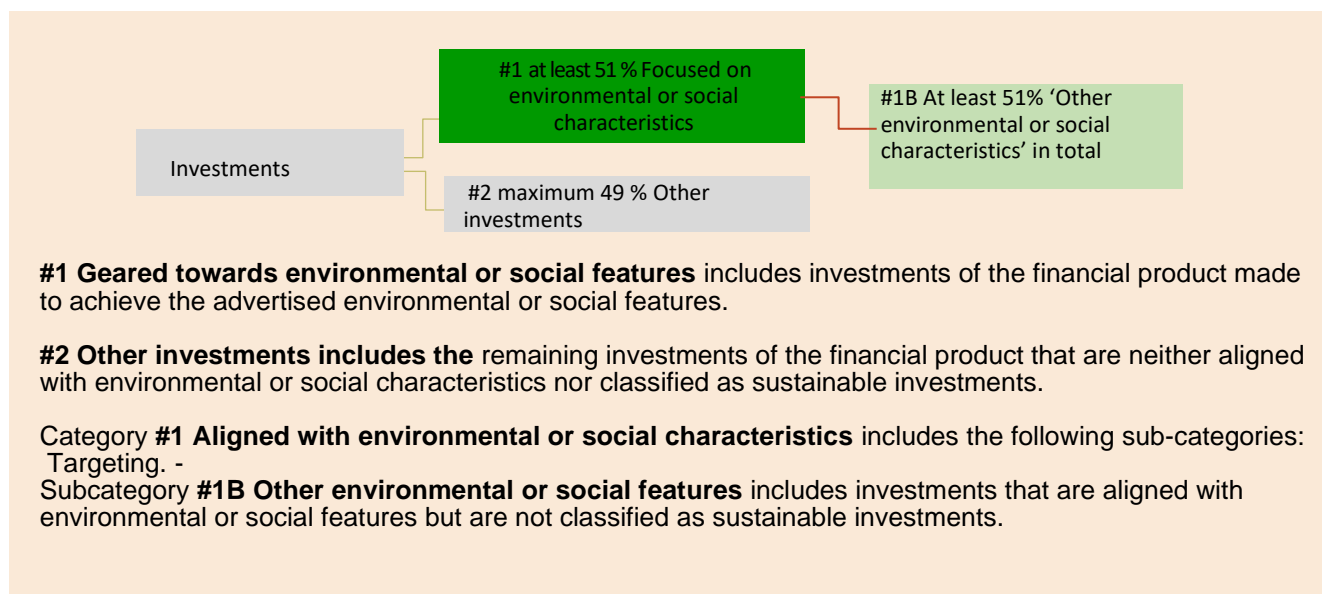 #1 at least 51 % Focused on
environmental or social
characteristics
#1B At least 51% ‘Other
environmental or social
characteristics’ in total
Investments
#2 maximum 49 % Other
investments
#1 Geared towards environmental or social features includes investments of the financial product made
to achieve the advertised environmental or social features.
#2 Other investments includes the remaining investments of the financial product that are neither aligned
with environmental or social characteristics nor classified as sustainable investments.
Category #1 Aligned with environmental or social characteristics includes the following sub-categories:
Targeting. -
Subcategory #1B Other environmental or social features includes investments that are aligned with
environmental or social features but are not classified as sustainable investments.